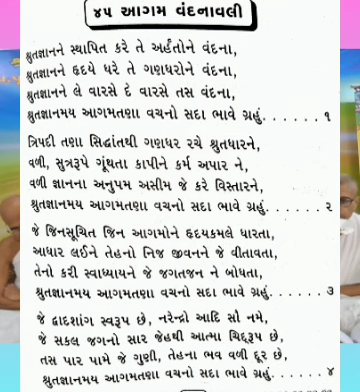 ૪૫ આગમ વંદનાવલી
શ્રુતજ્ઞાનને સ્થાપિત કરે તે અર્હંતોને વંદના,
શ્રુતજ્ઞાનને હૃદયે ધરે તે ગણધરોને વંદના,
શ્રુતજ્ઞાનને લે વારસે દે વારસે તસ વંદના,
શ્રુતજ્ઞાનમય આગમતણા વચનો સદા ભાવે ગ્રહું. . . . . . ૧
ત્રિપદી તણા સિદ્ધાંતથી ગણધર રચે શ્રુતધારને,
વળી, સુત્રરૂપે ગૂંથતા કાપીને કર્મ અપાર ને,
વળી જ્ઞાનના અનુપમ અસીમ જે કરે વિસ્તારને,
શ્રુતજ્ઞાનમય આગમતણા વચનો સદા ભાવે ગ્રહું. . . . . . ૨
જે જિનસૂચિત જિન આગમોને હૃદયકમલે ધારતા,
આધાર લઈને તેહનો નિજ જીવનને જે વીતાવતા,
તેનો કરી સ્વાધ્યાયને જે જગતજન ને બોધતા,
શ્રુતજ્ઞાનમય આગમતણા વચનો સદા ભાવે ગ્રહું. . . . . . ૩
જે દ્વાદશાંગ સ્વરૂપ છે, નરેન્દ્રો આદિ સૌ નમે,
જે સકલ જગનો સાર જેહથી આત્મા ચિદ્રૂપ છે,
તસ પાર પામે જે ગુણી, તેહના ભવ વળી દૂર છે,
શ્રુતજ્ઞાનમય આગમતણા વચનો સદા ભાવે ગ્રહું. . . . . . ૪